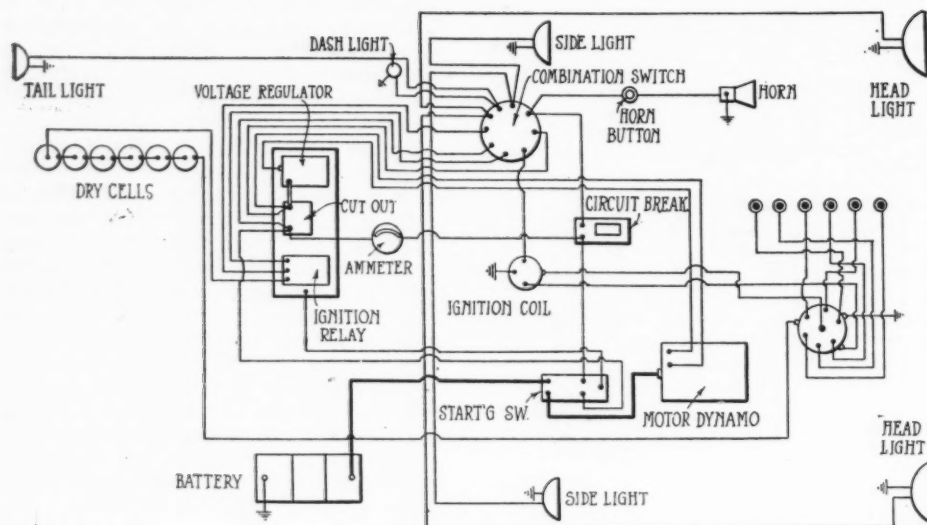 SIDE LIGHT
DASH LIGHT
COMBINATION SWITCH
TAIL LIGHT
VOLTAGE REGULATOR
HORN
HORN
BUTTON
HEAD
LIGHT
DRY CELLS
CUT OUT
CIRCUIT BREAK.
AMMETER
IGNITION COIL
IGNITION
RELAY
START'G SW.
MOTOR DYNAMO
HEAD
LIGHT
BATTERY
SIDE LIGHT